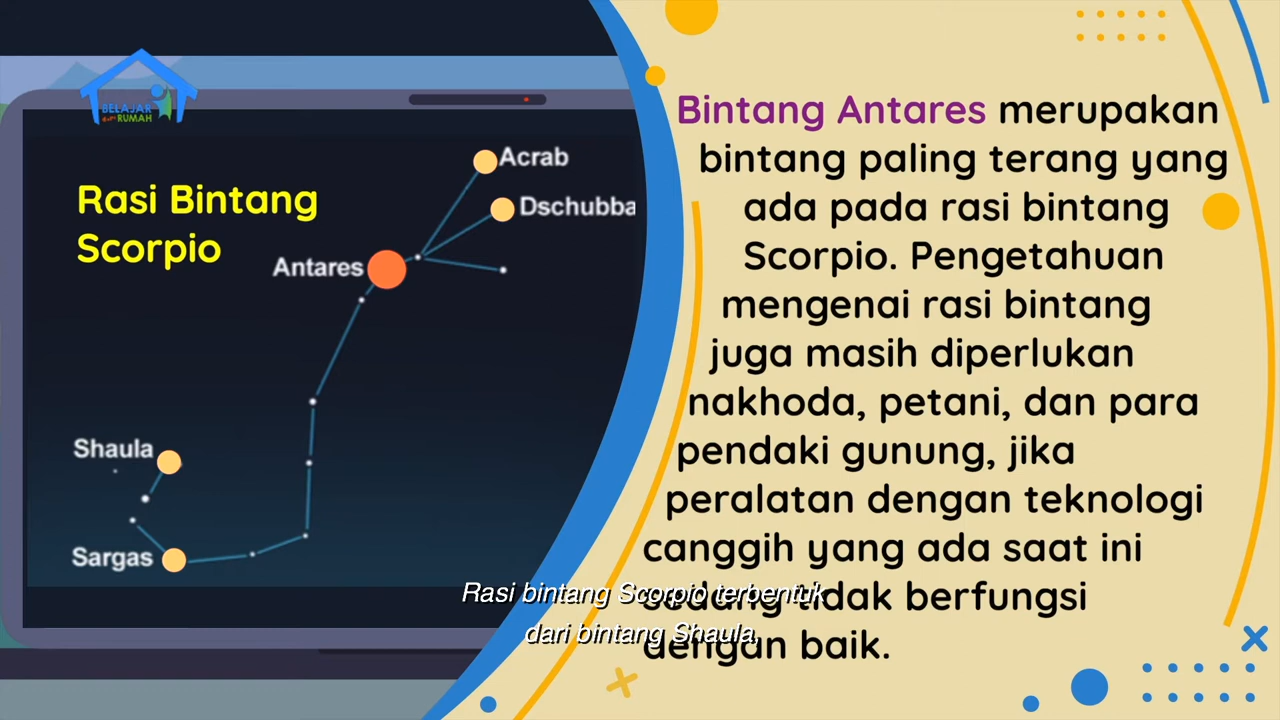 BELAJAR
dari RUMAH
Rasi Bintang
Scorpio
Acrab
Dschubba
Antares
Shaula
Sargas
Bintang Antares merupakan
bintang paling terang yang
ada pada rasi bintang
Scorpio. Pengetahuan
mengenai rasi bintang
juga masih diperlukan
nakhoda, petani, dan para
pendaki gunung, jika
peralatan dengan teknologi
canggih yang ada saat ini
sedang tidak berfungsi
dengan baik.
Rasi bintang Scorpio terbentuk
dari bintang Shaula,